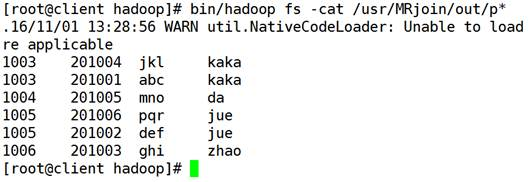 [root@client hadoop]# bin/hadoop fs -cat /usr/MRjoin/out/p*
.16/11/01 13:28:56 WARN util.NativeCodeLoader: Unable to load
re applicable
1003 201004 jkl kaka
1003 201001 abc kaka
1004 201005 mno da
1005 201006 pqr jue
1005 201002 def jue
1006 201003 ghi zhao
[root@client hadoop]#